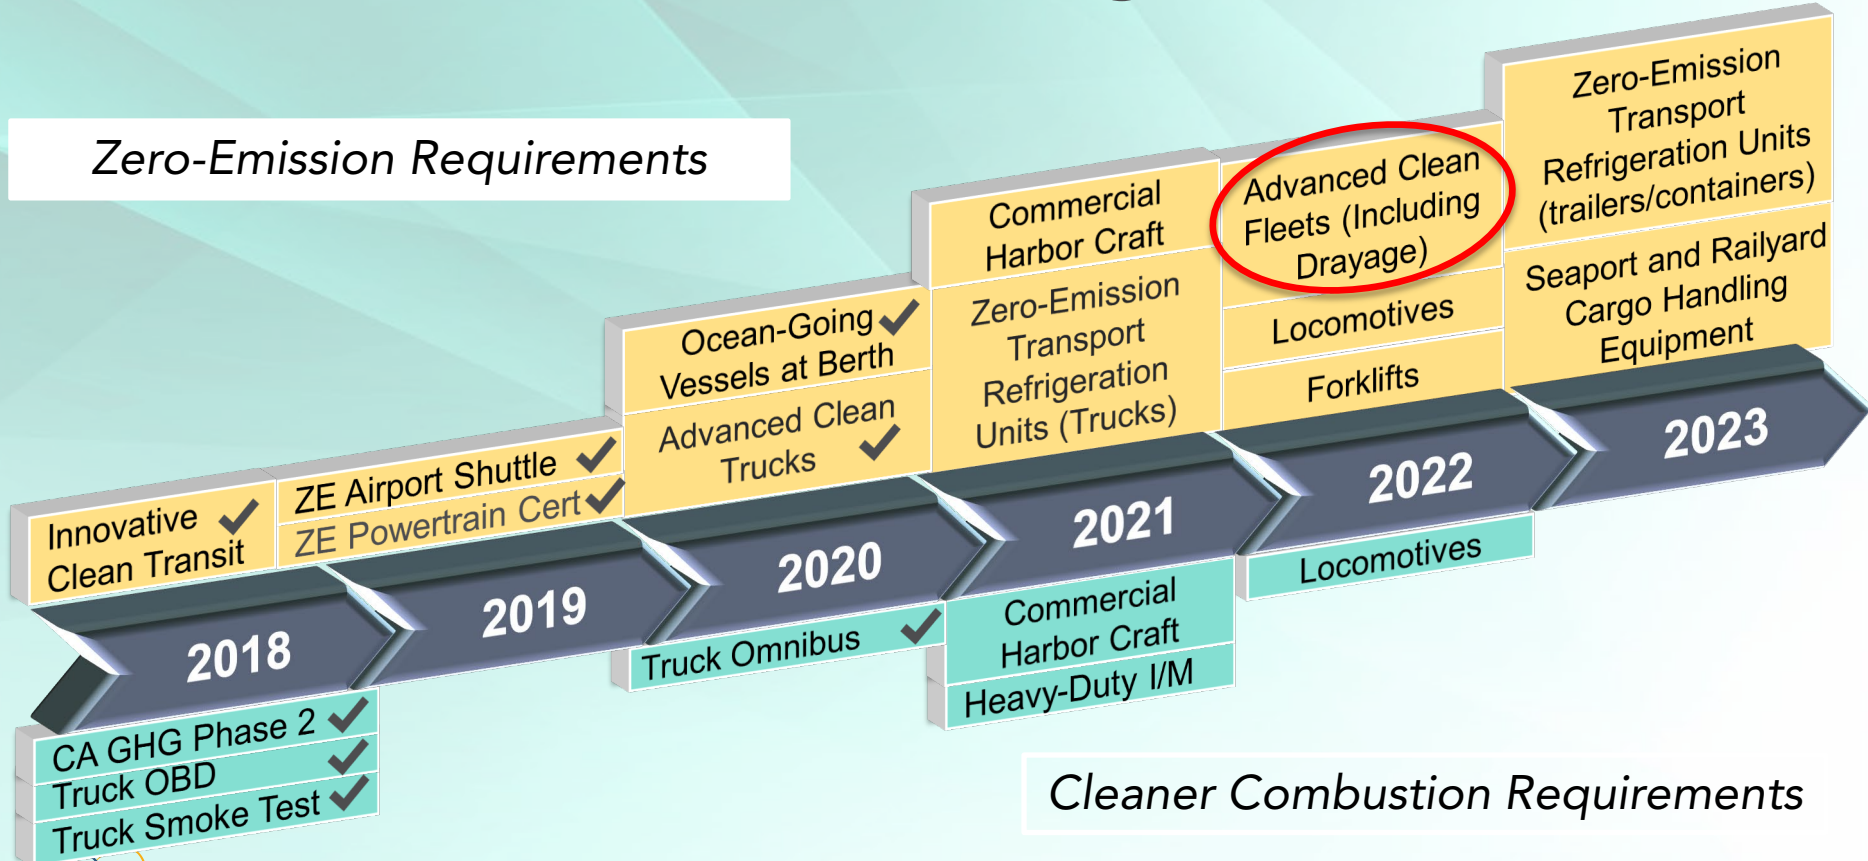 Zero-Emission Requirements
Innovative
Clean Transit
ZE Airport Shuttle
ZE Powertrain Cert
Ocean-Going
Vessels at Berth
Advanced Clean
Trucks
Commercial
Harbor Craft
Zero-Emission
Transport
Refrigeration
Units (Trucks)
Advanced Clean
Fleets (Including
Drayage)
Locomotives
Forklifts
Zero-Emission
Transport
Refrigeration Units
(trailers/containers)
Seaport and Railyard
Cargo Handling
Equipment
2018
2019
2020
2021
2022
2023
CA GHG Phase 2
Truck OBD
Truck Smoke Test
Truck Omnibus
Commercial
Harbor Craft
Heavy-Duty I/M
Locomotives
Cleaner Combustion Requirements